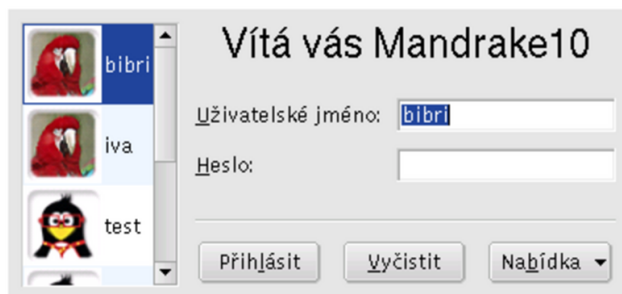 bibri
iva
test
Vítá vás Mandrake10
Uživatelské jméno: bibri
Heslo:
Přihlásit Vyčistit Nabídka